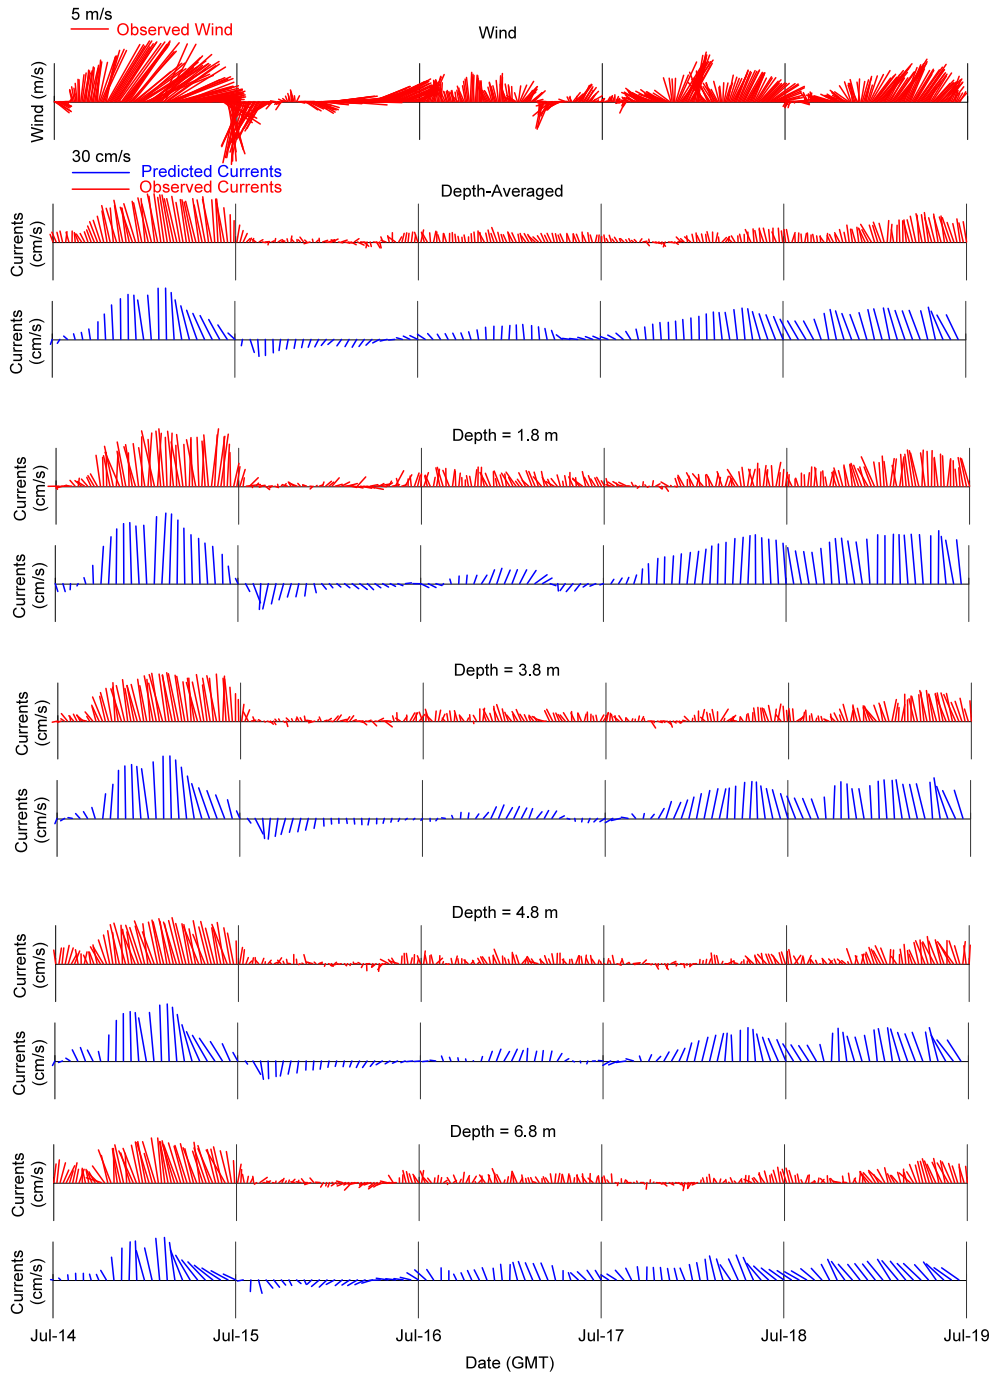 5 m/s
Observed Wind
Wind
Wind (m/s)
30 cm/s
Predicted Currents
Observed Currents
Depth-Averaged
Currents
(cm/s)
Currents
(cm/s)
Depth = 1.8 m
Currents
(cm/s)
Currents
(cm/s)
Depth = 3.8 m
Currents
(cm/s)
Currents
(cm/s)
Depth = 4.8 m
Currents
(cm/s)
Currents
(cm/s)
Depth = 6.8 m
Currents
(cm/s)
Currents
(cm/s)
Jul-14 Jul-15 Jul-16 Jul-17 Jul-18 Jul-19
Date (GMT)